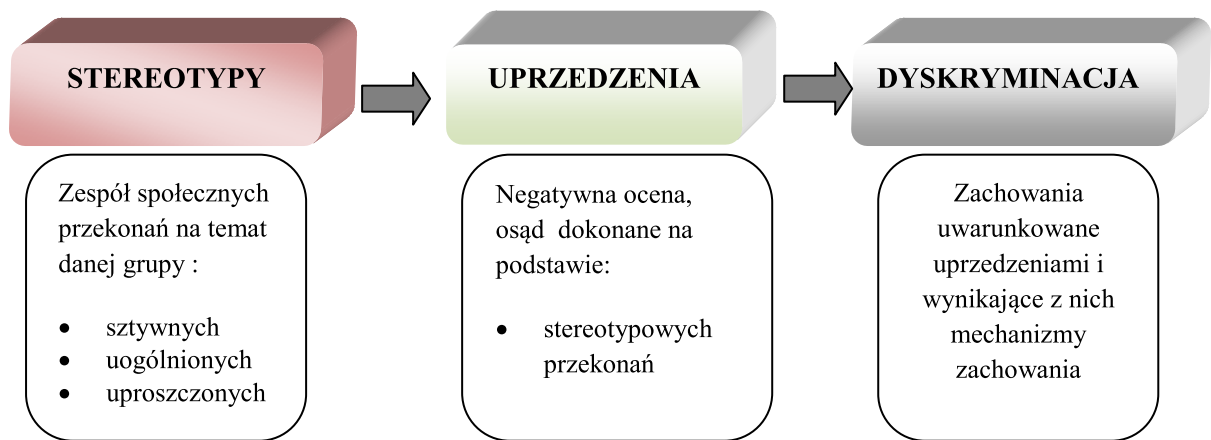 STEREOTYPY
UPRZEDZENIA
DYSKRYMINACJA
Zespół społecznych
przekonań na temat
danej grupy :
• sztywnych
• uogólnionych
• uproszczonych
Negatywna ocena,
osąd dokonane na
podstawie:
• stereotypowych
przekonań
Zachowania
uwarunkowane
uprzedzeniami i
wynikające z nich
mechanizmy
zachowania